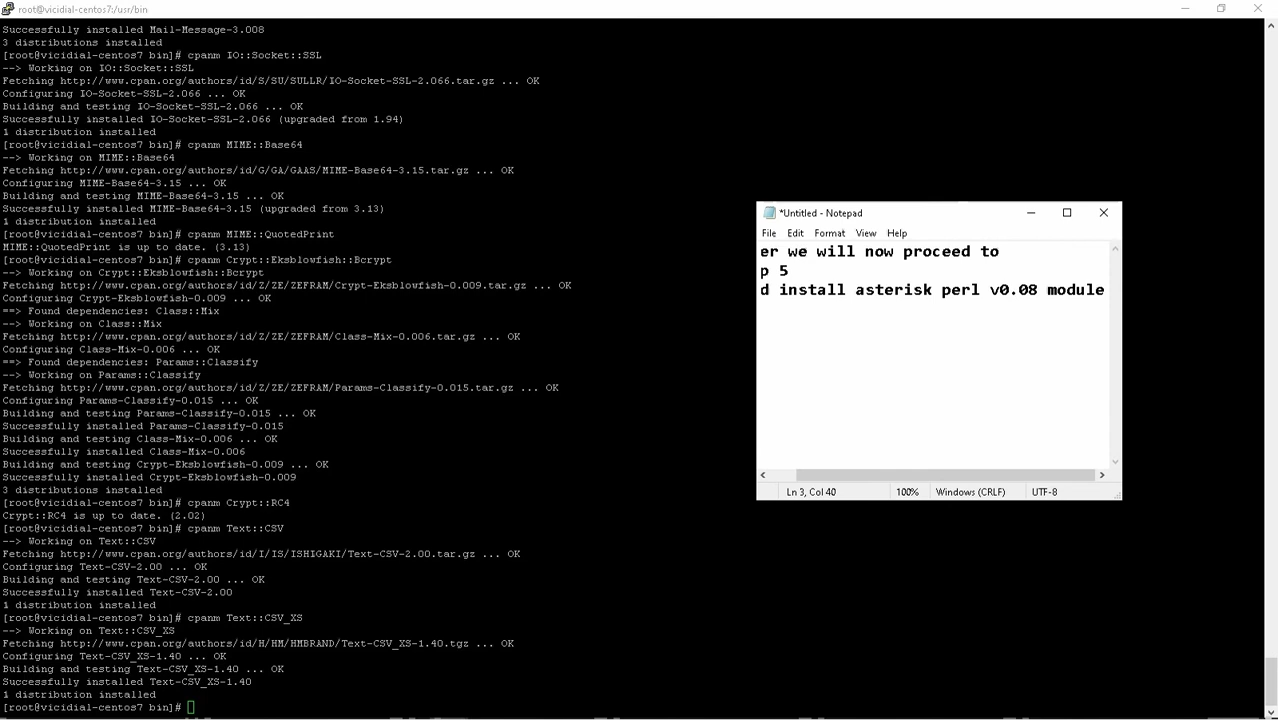 root@vicidial-centos7:/usr/bin
Successfully installed Mail-Message-3.008
3 distributions installed
[root@vicidial-centos7 bin]# cpanm IO::Socket::SSL
--> Working on IO::Socket::SSL
Fetching http://www.cpan.org/authors/id/S/SU/SULLR/IO-Socket-SSL-2.066.tar.gz ... OK
Configuring IO-Socket-SSL-2.066 ... OK
Building and testing IO-Socket-SSL-2.066 ... OK
Successfully installed IO-Socket-SSL-2.066 (upgraded from 1.94)
1 distribution installed
[root@vicidial-centos7 bin]# cpanm MIME::Base64
--> Working on MIME::Base64
Fetching http://www.cpan.org/authors/id/G/GA/GAAS/MIME-Base64-3.15.tar.gz ... OK
Configuring MIME-Base64-3.15 ... OK
Building and testing MIME-Base64-3.15 ... OK
Successfully installed MIME-Base64-3.15 (upgraded from 3.13)
1 distribution installed
[root@vicidial-centos7 bin]# cpanm MIME::QuotedPrint
MIME::QuotedPrint is up to date. (3.13)
[root@vicidial-centos7 bin]# cpanm Crypt::Eksblowfish::Bcrypt
--> Working on Crypt::Eksblowfish::Bcrypt
Fetching http://www.cpan.org/authors/id/Z/ZE/ZEFRAM/Crypt-Eksblowfish-0.009.tar.gz ... OK
Configuring Crypt-Eksblowfish-0.009 ... OK
==> Found dependencies: Class::Mix
--> Working on Class::Mix
Fetching http://www.cpan.org/authors/id/Z/ZE/ZEFRAM/Class-Mix-0.006.tar.gz ... OK
Configuring Class-Mix-0.006 ... OK
==> Found dependencies: Params::Classify
--> Working on Params::Classify
Fetching http://www.cpan.org/authors/id/Z/ZE/ZEFRAM/Params-Classify-0.015.tar.gz ... OK
Configuring Params-Classify-0.015 ... OK
Building and testing Params-Classify-0.015 ... OK
Successfully installed Params-Classify-0.015
Building and testing Class-Mix-0.006 ... OK
Successfully installed Class-Mix-0.006
Building and testing Crypt-Eksblowfish-0.009 ... OK
Successfully installed Crypt-Eksblowfish-0.009
3 distributions installed
[root@vicidial-centos7 bin]# cpanm Crypt::RC4
Crypt::RC4 is up to date. (2.02)
[root@vicidial-centos7 bin]# cpanm Text::CSV
--> Working on Text::CSV
Fetching http://www.cpan.org/authors/id/I/IS/ISHIGAKI/Text-CSV-2.00.tar.gz ... OK
Configuring Text-CSV-2.00 ... OK
Building and testing Text-CSV-2.00 ... OK
Successfully installed Text-CSV-2.00
1 distribution installed
[root@vicidial-centos7 bin]# cpanm Text::CSV_XS
--> Working on Text::CSV_XS
Fetching http://www.cpan.org/authors/id/H/HM/HMBRAND/Text-CSV_XS-1.40.tgz ... OK
Configuring Text-CSV_XS-1.40 ... OK
Building and testing Text-CSV_XS-1.40 ... OK
Successfully installed Text-CSV_XS-1.40
1 distribution installed
[root@vicidial-centos7 bin]#
*Untitled - Notepad
File Edit Format View Help
er we will now proceed to
p 5
d install asterisk perl v0.08 module
Ln 3, Col 40 100% Windows (CRLF) UTF-8